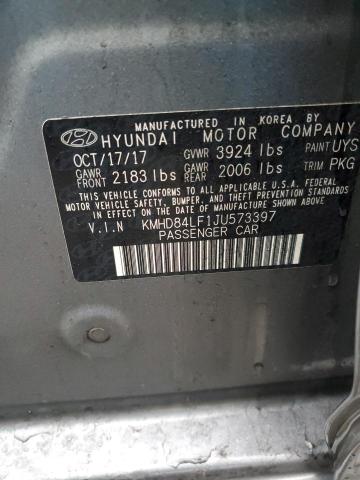 MANUFACTURED IN KOREA BY
HYUNDAI MOTOR COMPANY
OCT/17/17 GVWR 3924 lbs PAINT UYS
GAWR FRONT 2183 lbs GAWR REAR 2006 lbs TRIM PKG
THIS VEHICLE CONFORMS TO ALL APPLICABLE U.S.A. FEDERAL
MOTOR VEHICLE SAFETY, BUMPER, AND THEFT PREVENTION
STANDARDS IN EFFECT ON THE DATE OF MANUFACTURE SHOWN ABOVE.
V.I.N KMHD84LF1JU573397
PASSENGER CAR